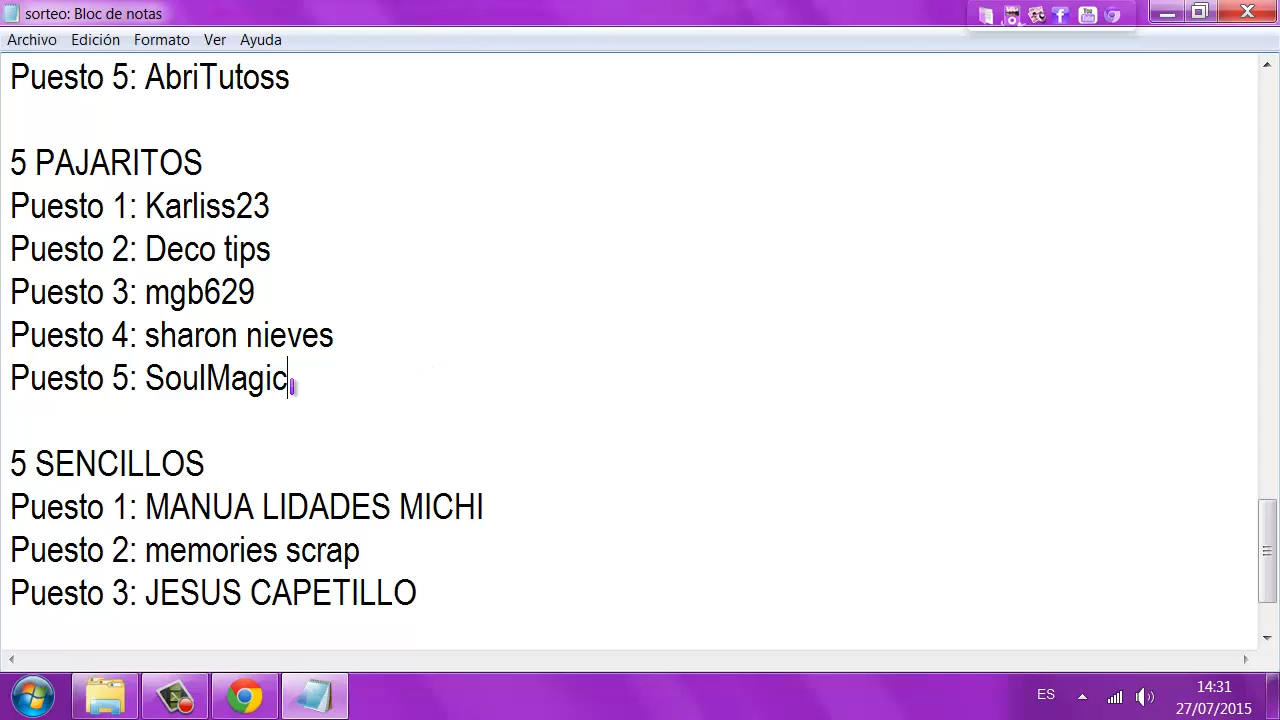 sorteo: Bloc de notas
Archivo Edición Formato Ver Ayuda
Puesto 5: AbriTutoss
5 PAJARITOS
Puesto 1: Karliss23
Puesto 2: Deco tips
Puesto 3: mgb629
Puesto 4: sharon nieves
Puesto 5: SoulMagic
5 SENCILLOS
Puesto 1: MANUA LIDADES MICHI
Puesto 2: memories scrap
Puesto 3: JESUS CAPETILLO
ES
14:31
27/07/2015